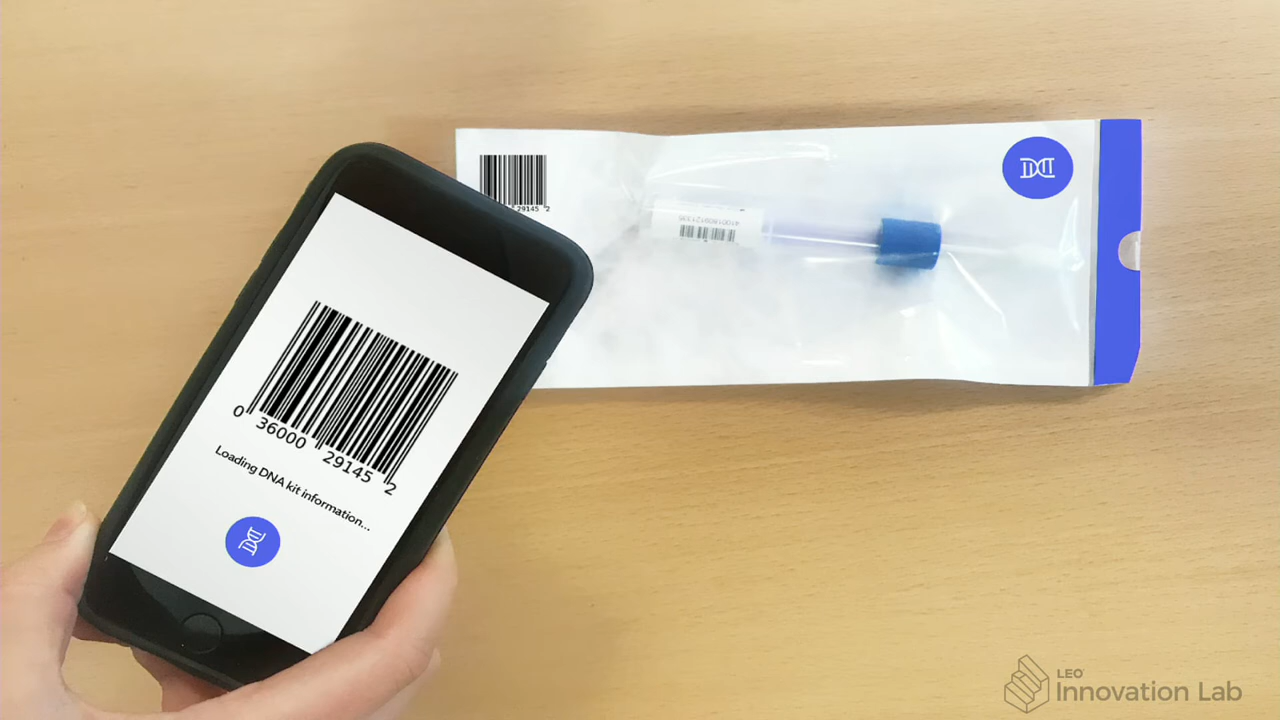 29145 2
0 36000 29145 2
Loading DNA kit information...
LEO
Innovation Lab